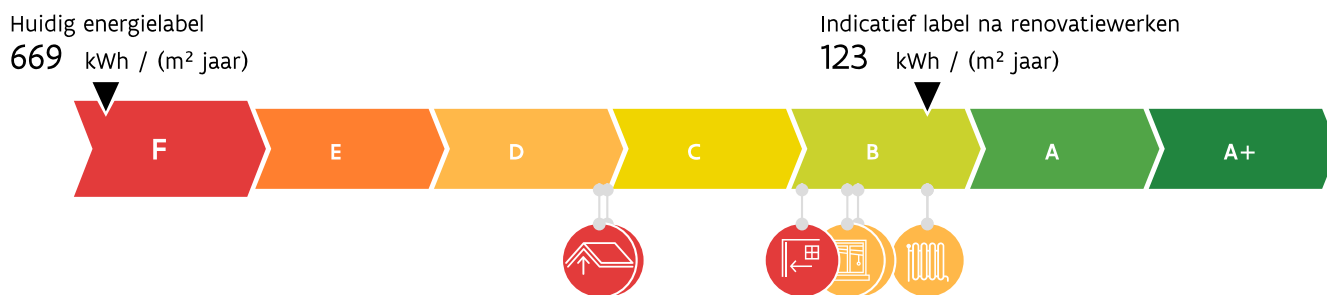 Huidig energielabel
669 kWh / (m² jaar)
Indicatief label na renovatiewerken
123 kWh / (m² jaar)
F E D C B A A+